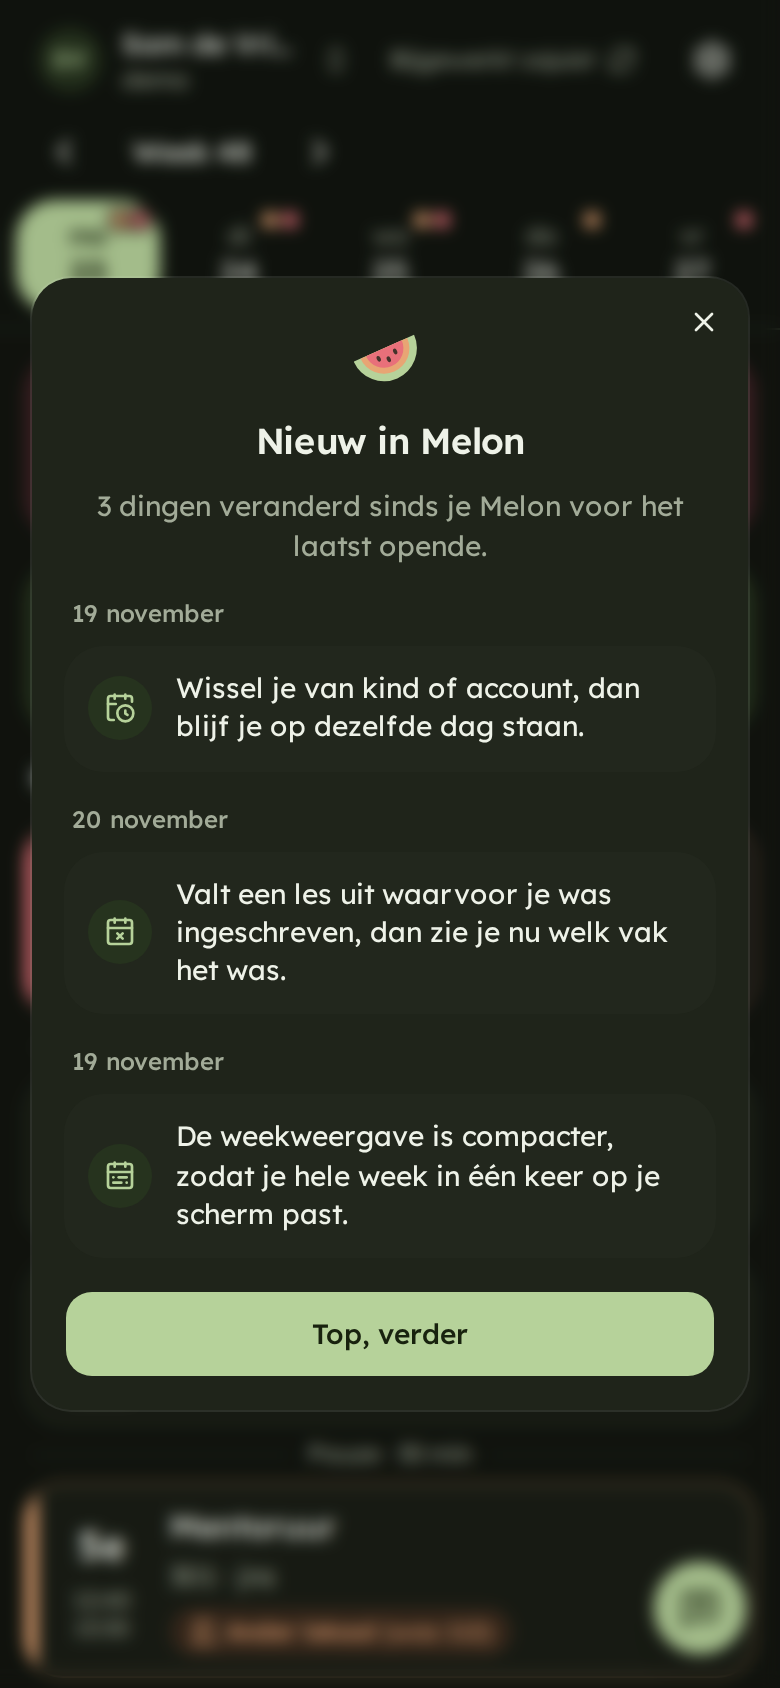 Week 48
Nieuw in Melon
3 dingen veranderd sinds je Melon voor het
laatst opende.
19 november
Wissel je van kind of account, dan
blijf je op dezelfde dag staan.
20 november
Valt een les uit waarvoor je was
ingeschreven, dan zie je nu welk vak
het was.
19 november
De weekweergave is compacter,
zodat je hele week in één keer op je
scherm past.
Top, verder